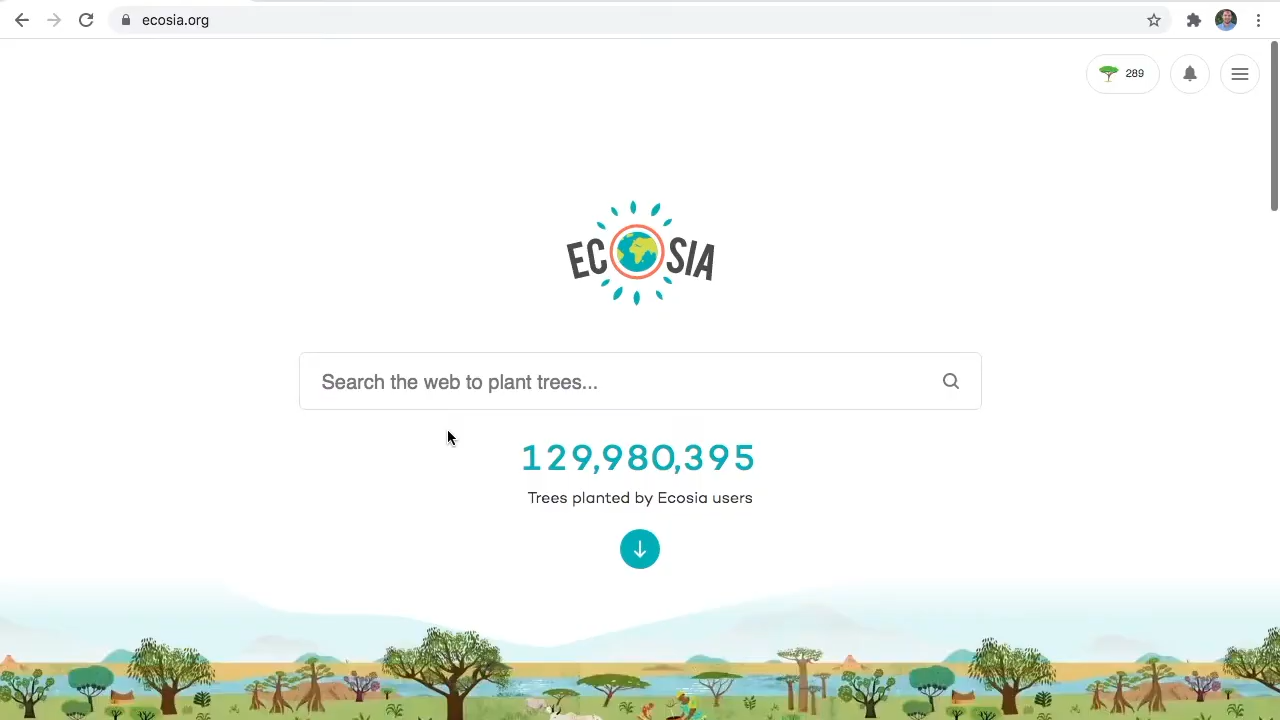 ecosia.org
289
ECOSIA
Search the web to plant trees...
129,980,395
Trees planted by Ecosia users